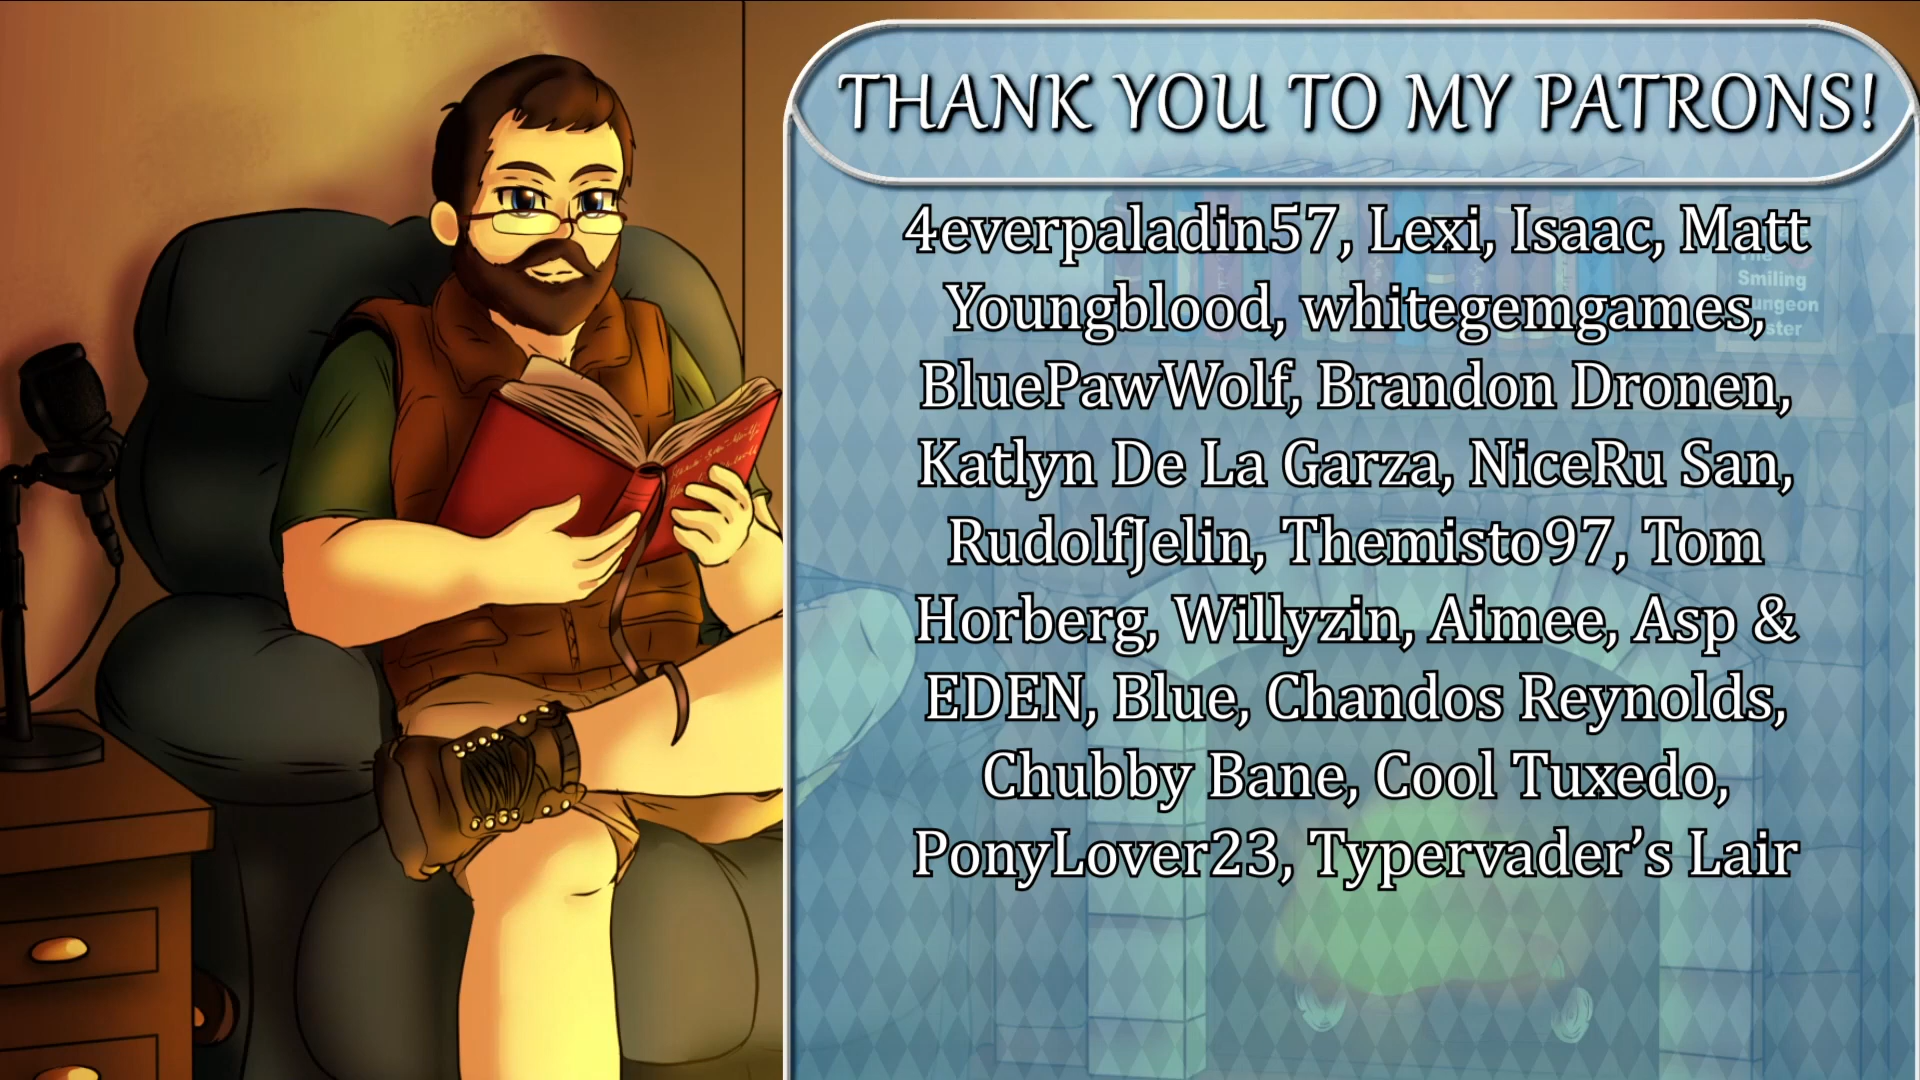 THANK YOU TO MY PATRONS!
4everpaladin57, Lexi, Isaac, Matt
Youngblood, whitegemgames,
BluePawWolf, Brandon Dronen,
Katlyn De La Garza, NiceRu San,
RudolfJelin, Themisto97, Tom
Horberg, Willyzin, Aimee, Asp &
EDEN, Blue, Chandos Reynolds,
Chubby Bane, Cool Tuxedo,
PonyLover23, Typervader’s Lair
The
Smiling